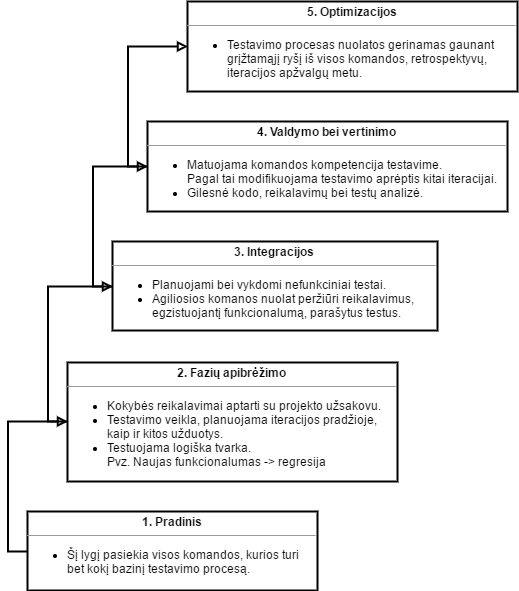 5. Optimizacijos
Testavimo procesas nuolatos gerinamas gaunant
grįžtamąjį ryšį iš visos komandos, retrospektyvų,
iteracijos apžvalgų metu.
4. Valdymo bei vertinimo
Matuojama komandos kompetencija testavime.
Pagal tai modifikuojama testavimo aprėptis kitai iteracijai.
Gilesnė kodo, reikalavimų bei testų analizė.
3. Integracijos
Planuojami bei vykdomi nefunkciniai testai.
Agiliosios komanos nuolat peržiūri reikalavimus,
egzistuojantį funkcionalumą, parašytus testus.
2. Fazių apibrėžimo
Kokybės reikalavimai aptarti su projekto užsakovu.
Testavimo veikla, planuojama iteracijos pradžioje,
kaip ir kitos užduotys.
Testuojama logiška tvarka.
Pvz. Naujas funkcionalumas -> regresija
1. Pradinis
Šį lygį pasiekia visos komandos, kurios turi
bet kokį bazinį testavimo procesą.